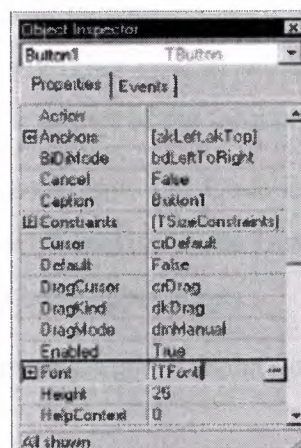 Object Inspector
Button1 TButton
Properties Events
Action
Anchors [akLeft,akTop]
BiDiMode bdLeftToRight
Cancel False
Caption Button1
Constraints (TSizeConstraints)
Cursor crDefault
Default False
DragCursor crDrag
DragKind dkDrag
DragMode dmManual
Enabled True
Font (TFont)
Height 25
HelpContext 0
All shown